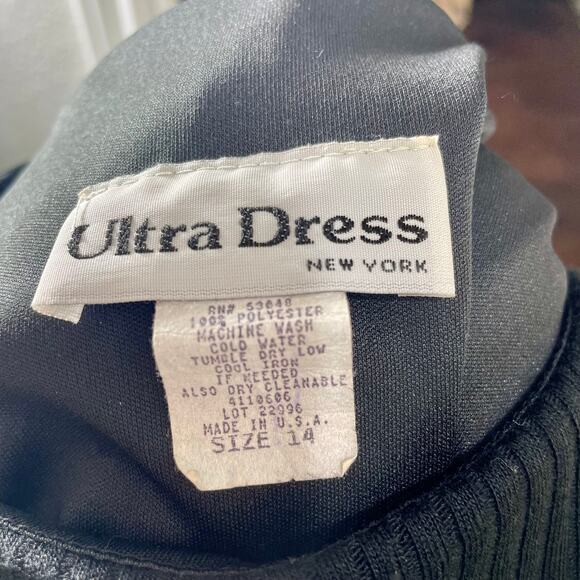 Ultra Dress
NEW YORK
RN# 53048
100% POLYESTER
MACHINE WASH
COLD WATER
TUMBLE DRY LOW
COOL IRON
IF NEEDED
ALSO DRY CLEANABLE
4110606
LOT 22996
MADE IN U.S.A.
SIZE 14